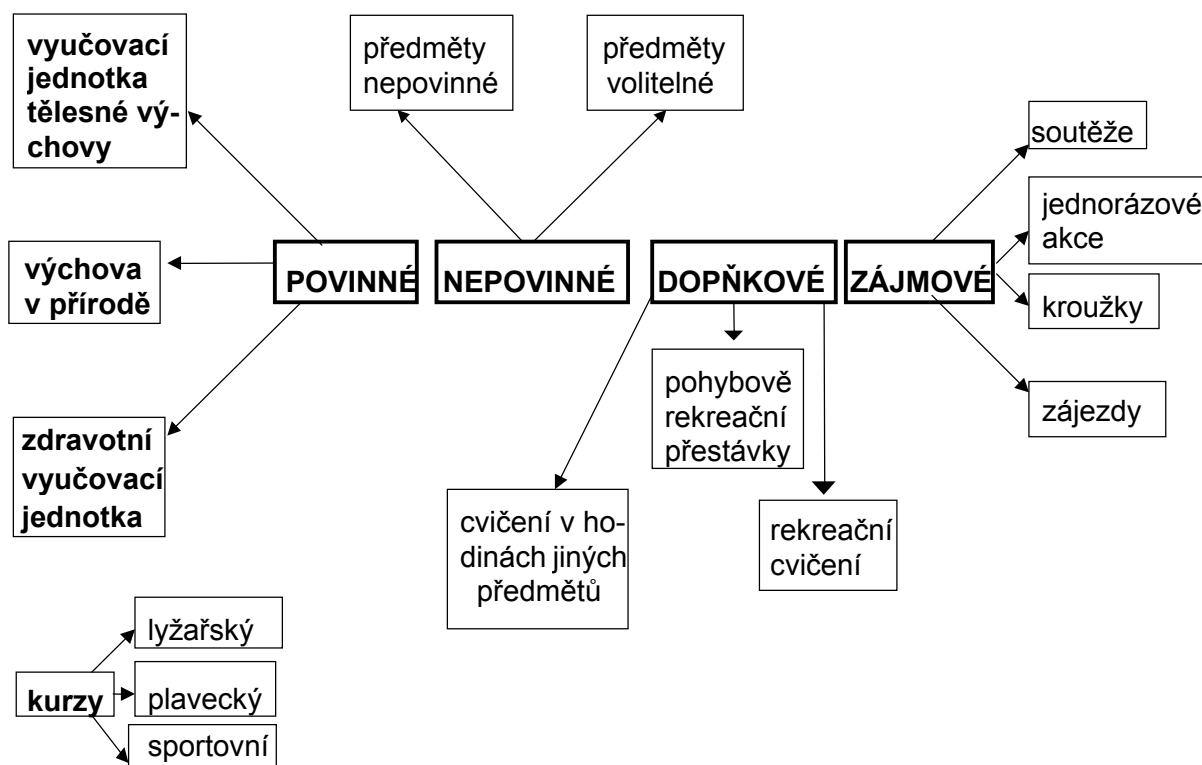 vyučovací
jednotka
tělesné vý-
chovy
předměty
nepovinné
předměty
volitelné
soutěže
jednorázové
akce
výchova
v přírodě
POVINNÉ
NEPOVINNÉ
DOPŇKOVÉ
ZÁJMOVÉ
kroužky
pohybově
rekreační
přestávky
zájezdy
zdravotní
vyučovací
jednotka
cvičení v ho-
dinách jiných
předmětů
rekreační
cvičení
lyžařský
kurzy
plavecký
sportovní